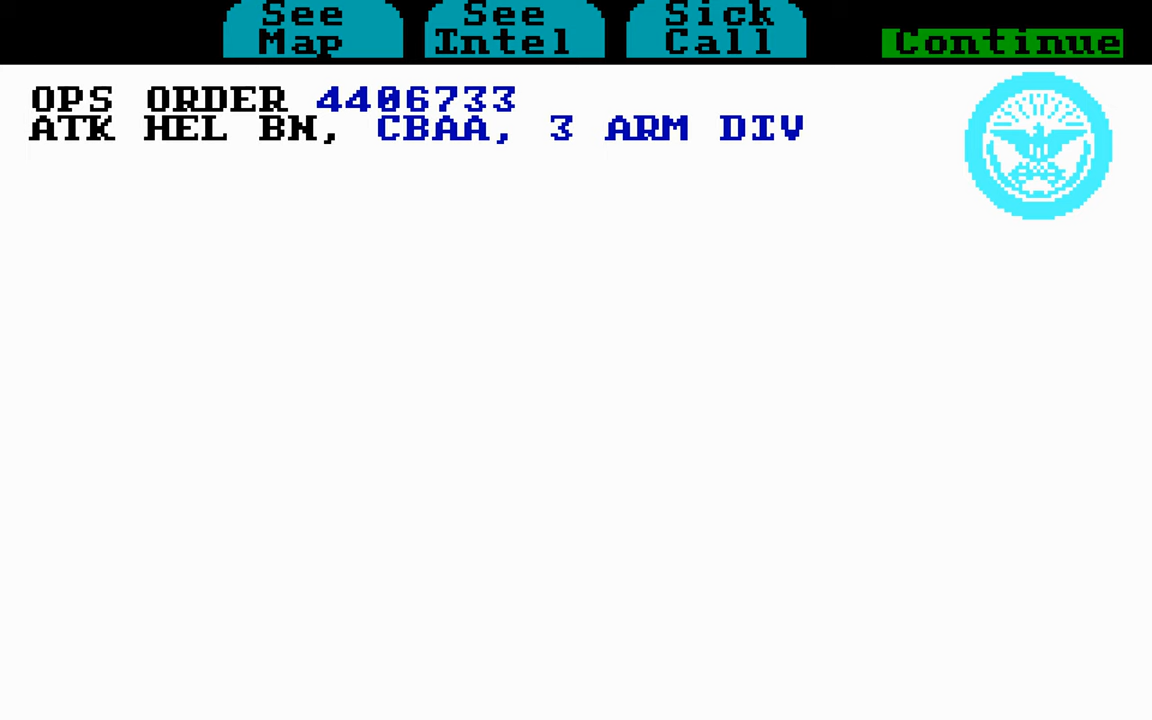 See Map
See Intel
Sick Call
Continue
OPS ORDER 4406733
ATK HEL BN, CBAA, 3 ARM DIV